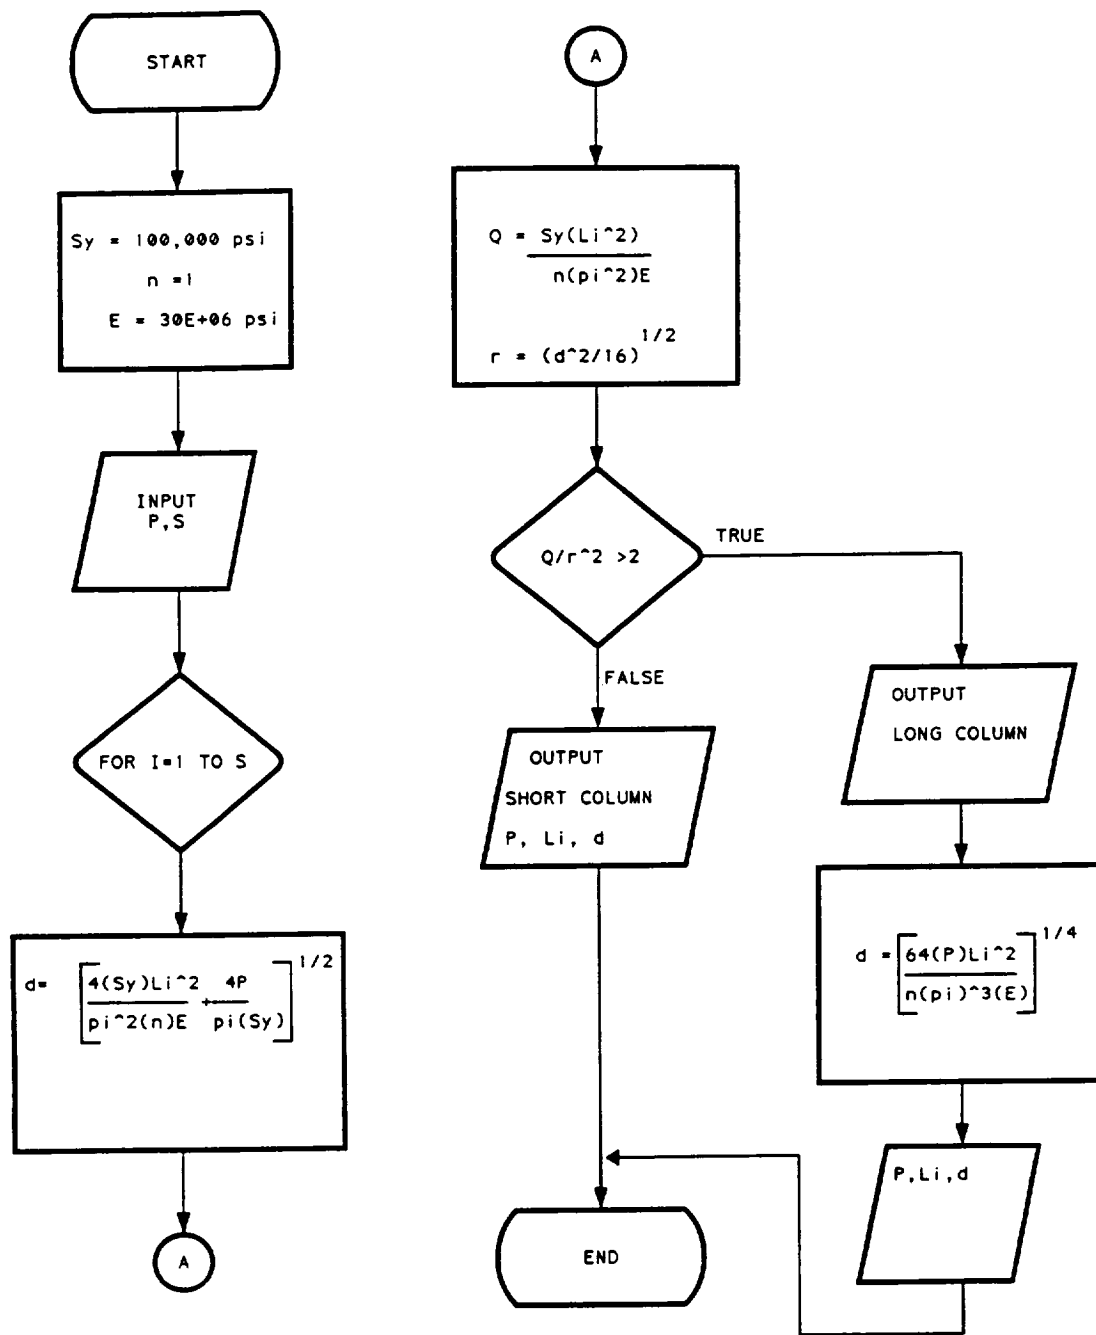 START
Sy = 100,000 psi
n =1
E = 30E+06 psi
INPUT
P,S
FOR I=1 TO S
d= [4(Sy)Li^2/pi^2(n)E + 4P/pi(Sy)]^1/2
A
A
Q = Sy(Li^2)
n(pi^2)E
r = (d^2/16) 1/2
Q/r^2 >2
TRUE
FALSE
OUTPUT
SHORT COLUMN
P, Li, d
OUTPUT
LONG COLUMN
d = [64(P)Li^2/n(pi)^3(E)]^1/4
P,Li,d
END